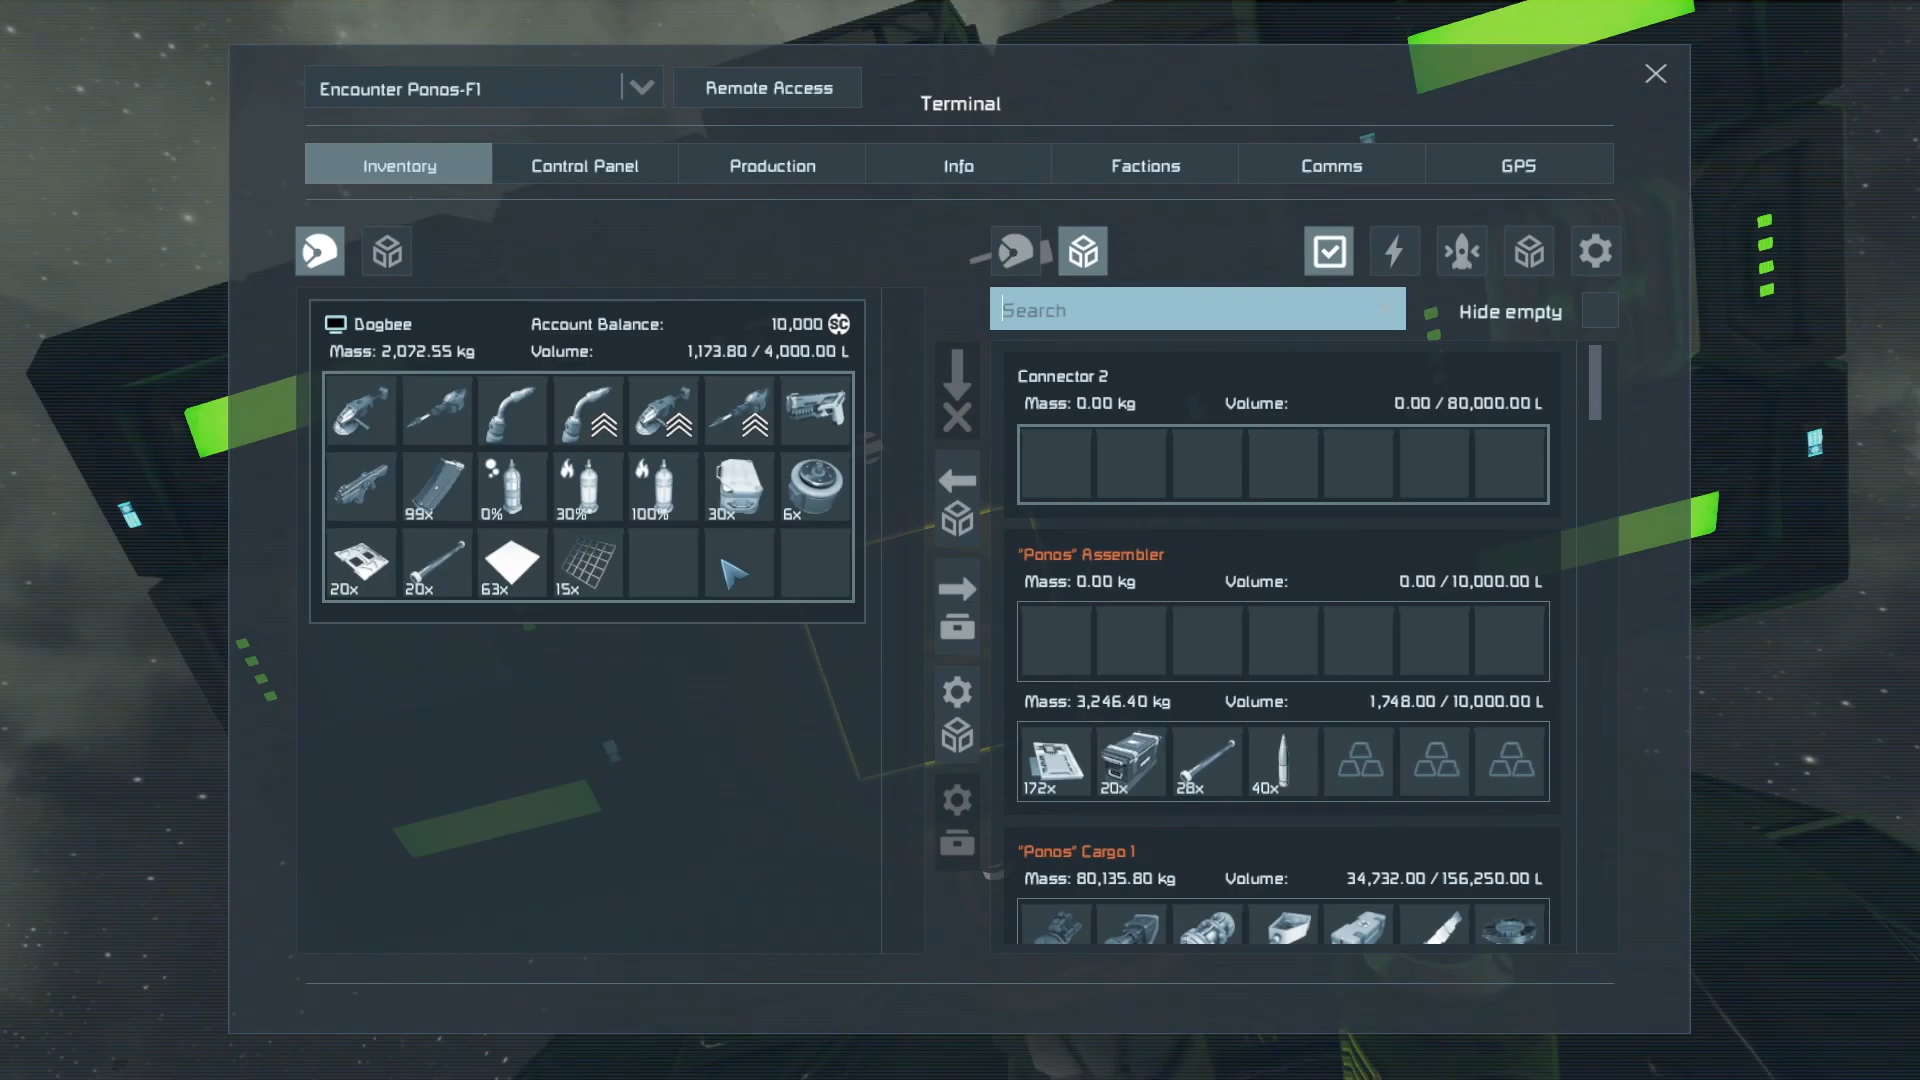 Encounter Ponos-F1
Remote Access
Terminal
Inventory
Control Panel
Production
Info
Factions
Comms
GPS
Search
Hide empty
Dogbee
Account Balance:
10,000 SC
Mass: 2,072.55 kg
Volume:
1,173.80 / 4,000.00 L
99x
0%
30%
100%
30x
6x
20x
20x
63x
15x
Connector 2
Mass: 0.00 kg
Volume:
0.00 / 80,000.00 L
"Ponos" Assembler
Mass: 0.00 kg
Volume:
0.00 / 10,000.00 L
Mass: 3,246.40 kg
Volume:
1,748.00 / 10,000.00 L
172x
20x
28x
40x
"Ponos" Cargo 1
Mass: 80,135.80 kg
Volume:
34,732.00 / 156,250.00 L